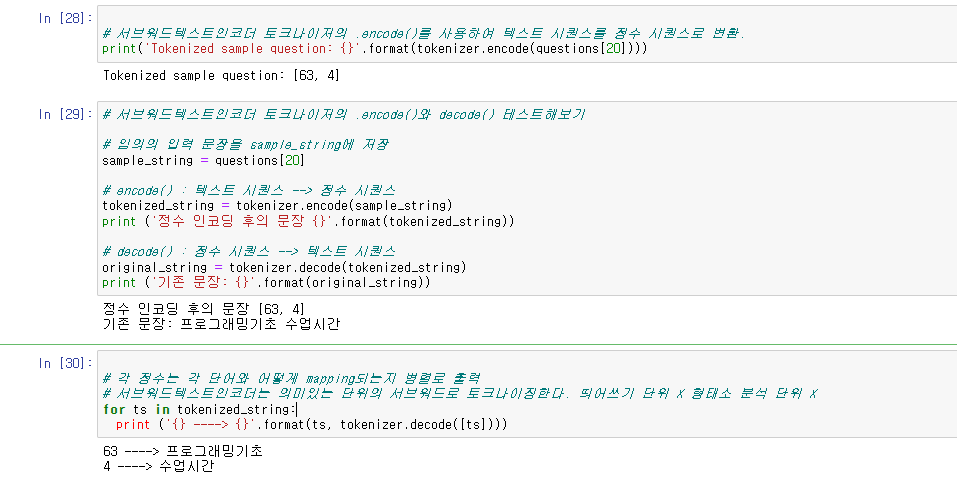 In [28]:
# 서브워드텍스트인코더 토크나이저의 .encode()를 사용하여 텍스트 시퀀스를 정수 시퀀스로 변환.
print('Tokenized sample question: {}'.format(tokenizer.encode(questions[20])))
Tokenized sample question: [63, 4]
In [29]:
# 서브워드텍스트인코더 토크나이저의 .encode()와 decode() 테스트해보기
# 임의의 입력 문장을 sample_string에 저장
sample_string = questions[20]
# encode() : 텍스트 시퀀스 --> 정수 시퀀스
tokenized_string = tokenizer.encode(sample_string)
print ('정수 인코딩 후의 문장 {}'.format(tokenized_string))
# decode() : 정수 시퀀스 --> 텍스트 시퀀스
original_string = tokenizer.decode(tokenized_string)
print ('기존 문장: {}'.format(original_string))
정수 인코딩 후의 문장 [63, 4]
기존 문장: 프로그래밍기초 수업시간
In [30]:
# 각 정수는 각 단어와 어떻게 mapping되는지 병렬로 출력
# 서브워드텍스트인코더는 의미있는 단위의 서브워드로 토크나이징한다. 띄어쓰기 단위 X 형태소 분석 단위 X
for ts in tokenized_string:
print ('{} ----> {}'.format(ts, tokenizer.decode([ts])))
63 ----> 프로그래밍기초
4 ----> 수업시간